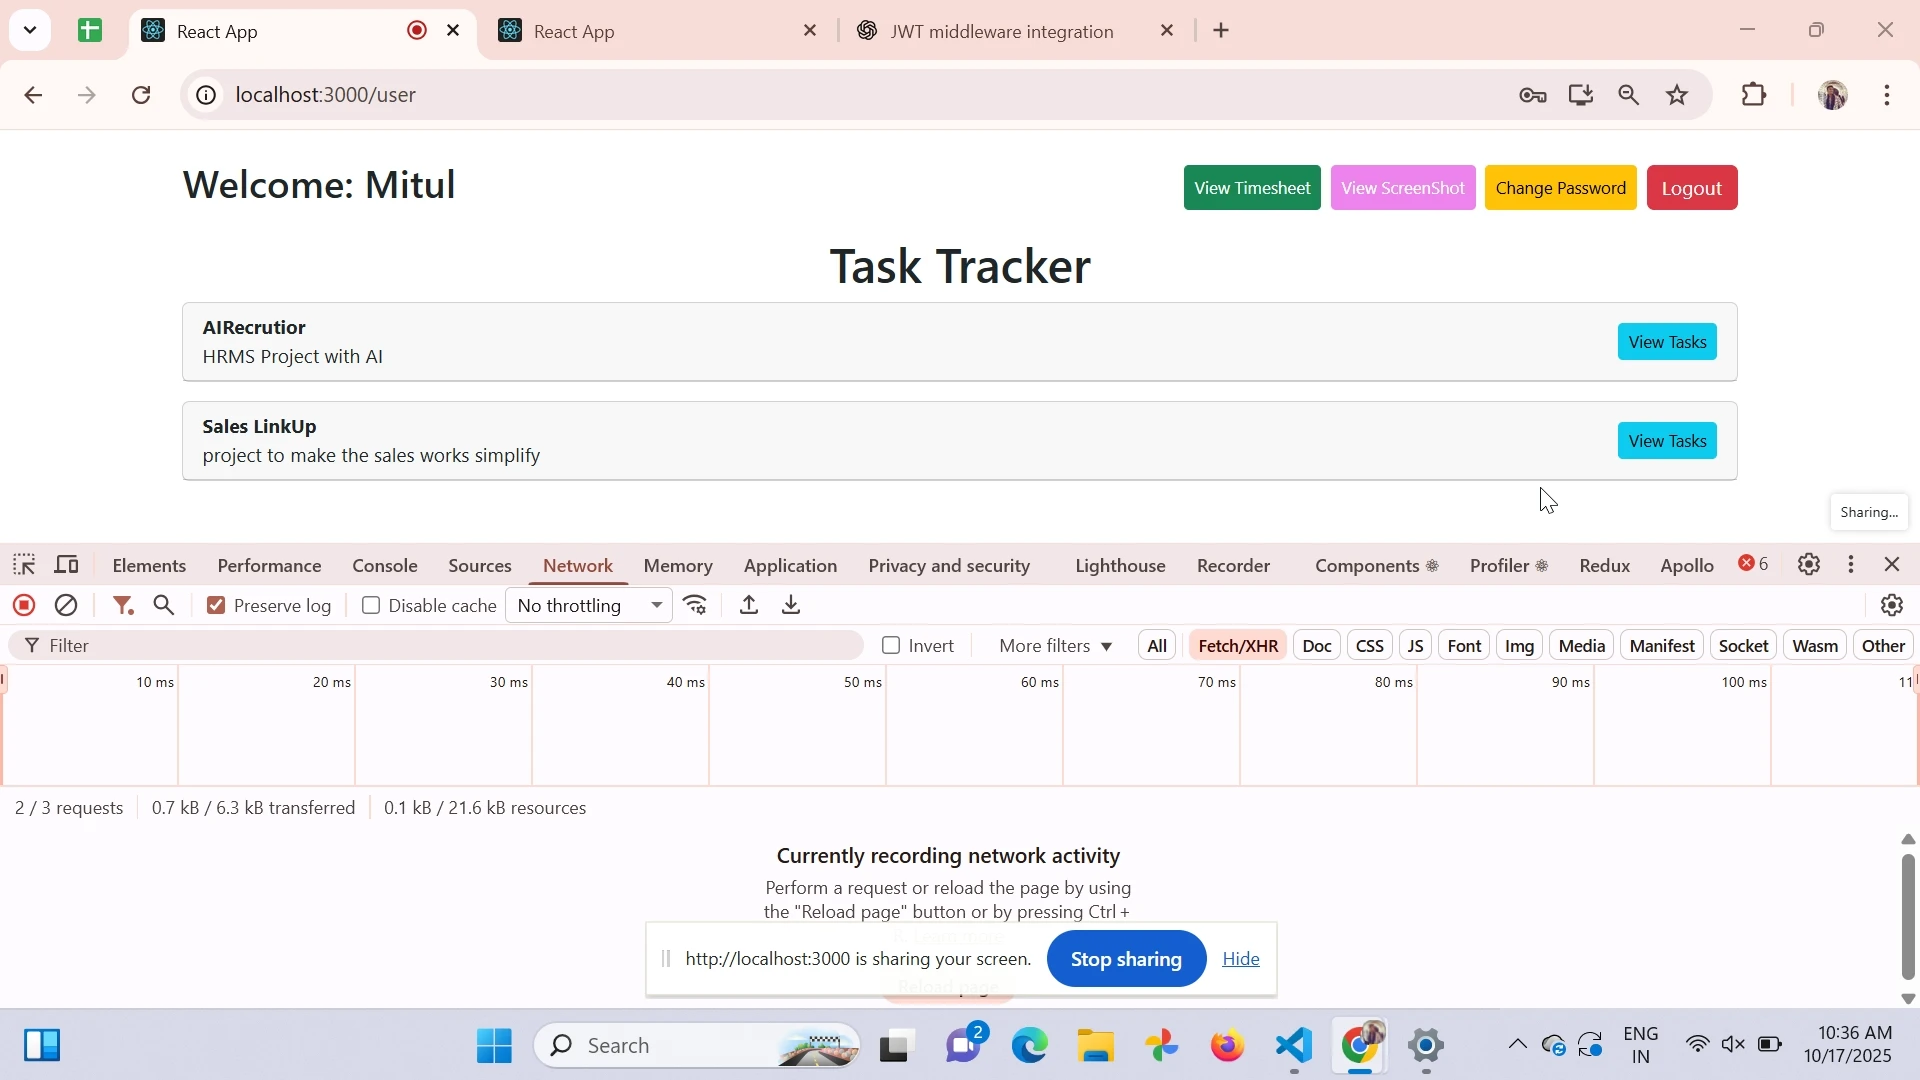 React App
React App
JWT middleware integration
localhost:3000/user
Welcome: Mitul
View Timesheet
View ScreenShot
Change Password
Logout
Task Tracker
AIRecrutior
HRMS Project with AI
View Tasks
Sales LinkUp
project to make the sales works simplify
View Tasks
Sharing...
Elements Performance Console Sources Network Memory Application Privacy and security Lighthouse Recorder Components Profiler Redux Apollo 6
Preserve log Disable cache No throttling
Filter Invert More filters All Fetch/XHR Doc CSS JS Font Img Media Manifest Socket Wasm Other
10 ms 20 ms 30 ms 40 ms 50 ms 60 ms 70 ms 80 ms 90 ms 100 ms 11
2 / 3 requests 0.7 kB / 6.3 kB transferred 0.1 kB / 21.6 kB resources
Currently recording network activity
Perform a request or reload the page by using
the "Reload page" button or by pressing Ctrl +
R. Learn more
http://localhost:3000 is sharing your screen. Stop sharing Hide
Reload page
Search
2
ENG
IN
10:36 AM
10/17/2025